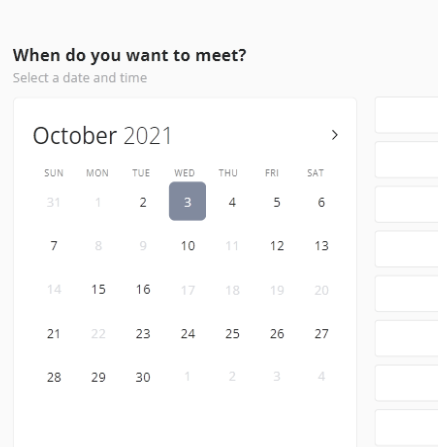 When do you want to meet?
Select a date and time
October 2021
SUN MON TUE WED THU FRI SAT
31 1 2 3 4 5 6
7 8 9 10 11 12 13
14 15 16 17 18 19 20
21 22 23 24 25 26 27
28 29 30 1 2 3 4